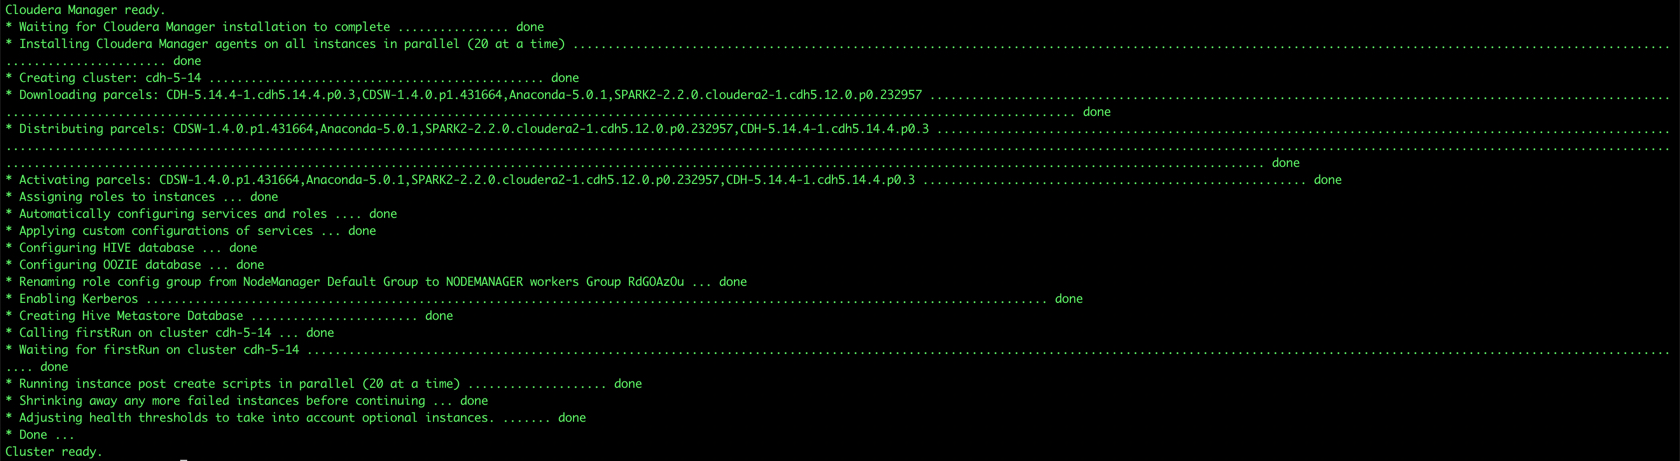 Cloudera Manager ready.
* Waiting for Cloudera Manager installation to complete ................ done
* Installing Cloudera Manager agents on all instances in parallel (20 at a time) .............................................................................................................................................................
....................... done
* Creating cluster: cdh-5-14 ................................................ done
* Downloading parcels: CDH-5.14.4-1.cdh5.14.4.p0.3,CDSW-1.4.0.p1.431664,Anaconda-5.0.1,SPARK2-2.2.0.cloudera2-1.cdh5.12.0.p0.232957 ..........................................................................................................
......................................................................................................................................................... done
* Distributing parcels: CDSW-1.4.0.p1.431664,Anaconda-5.0.1,SPARK2-2.2.0.cloudera2-1.cdh5.12.0.p0.232957,CDH-5.14.4-1.cdh5.14.4.p0.3 .........................................................................................................
..............................................................................................................................................................................................................................................
.................................................................................................................................................................................... done
* Activating parcels: CDSW-1.4.0.p1.431664,Anaconda-5.0.1,SPARK2-2.2.0.cloudera2-1.cdh5.12.0.p0.232957,CDH-5.14.4-1.cdh5.14.4.p0.3 ....................................................... done
* Assigning roles to instances ... done
* Automatically configuring services and roles .... done
* Applying custom configurations of services ... done
* Configuring HIVE database ... done
* Configuring OOZIE database ... done
* Renaming role config group from NodeManager Default Group to NODEMANAGER workers Group RdGOAzOu ... done
* Enabling Kerberos ................................................................................................................................. done
* Creating Hive Metastore Database ........................ done
* Calling firstRun on cluster cdh-5-14 ... done
* Waiting for firstRun on cluster cdh-5-14 ...................................................................................................................................................................................................
.... done
* Running instance post create scripts in parallel (20 at a time) .................... done
* Shrinking away any more failed instances before continuing ... done
* Adjusting health thresholds to take into account optional instances. ....... done
* Done ...
Cluster ready.